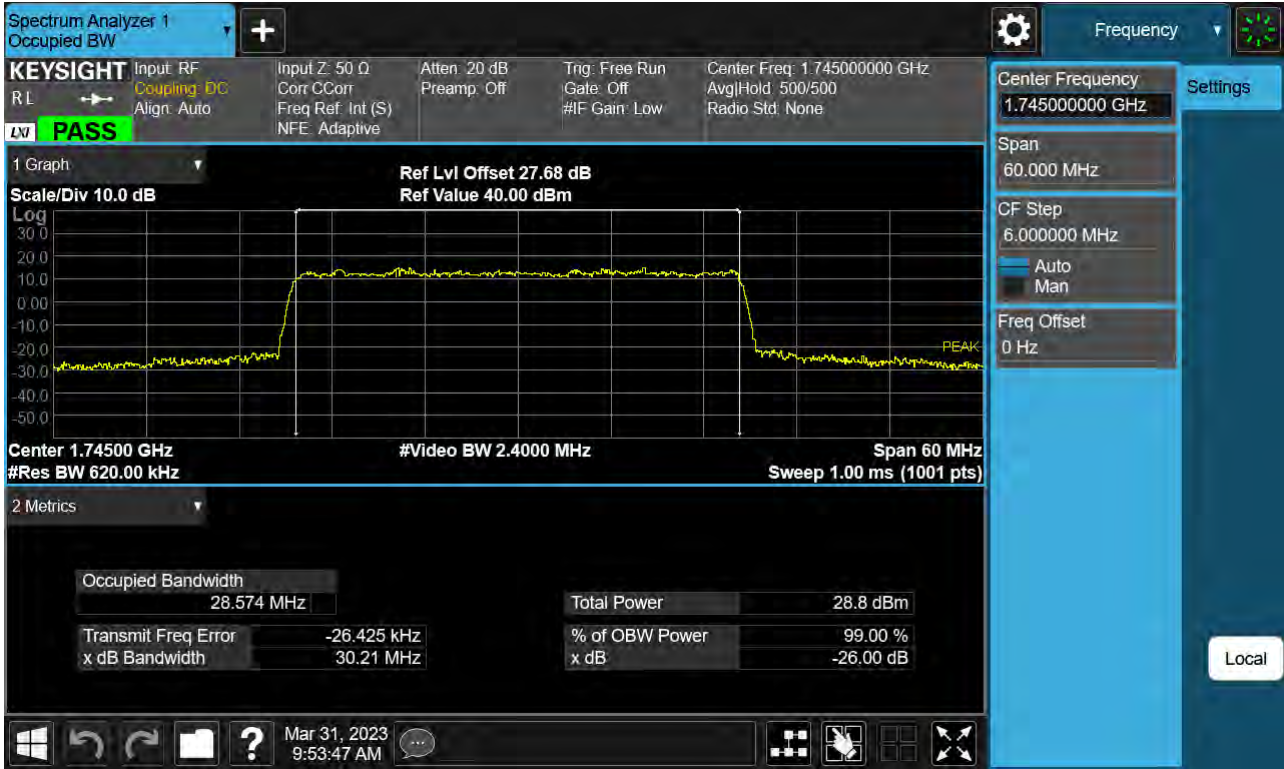 Spectrum Analyzer 1
Occupied BW
+
Frequency
KEYSIGHT
Input: RF
Coupling: DC
Align: Auto
Input Z: 50 Ω
Corr CCorr
Freq Ref: Int (S)
NFE: Adaptive
Atten: 20 dB
Preamp: Off
Trig: Free Run
Gate: Off
#IF Gain: Low
Center Freq: 1.745000000 GHz
Avg|Hold: 500/500
Radio Std: None
R L
LXI
PASS
Center Frequency
1.745000000 GHz
Settings
Span
60.000 MHz
CF Step
6.000000 MHz
Auto
Man
Freq Offset
0 Hz
1 Graph
Ref Lvl Offset 27.68 dB
Scale/Div 10.0 dB
Ref Value 40.00 dBm
Log
30.0
20.0
10.0
0.00
-10.0
-20.0
-30.0
-40.0
-50.0
PEAK
Center 1.74500 GHz
#Video BW 2.4000 MHz
Span 60 MHz
#Res BW 620.00 kHz
Sweep 1.00 ms (1001 pts)
2 Metrics
Occupied Bandwidth
28.574 MHz
Total Power 28.8 dBm
Transmit Freq Error -26.425 kHz
% of OBW Power 99.00 %
x dB Bandwidth 30.21 MHz
x dB -26.00 dB
Local
?
Mar 31, 2023
9:53:47 AM